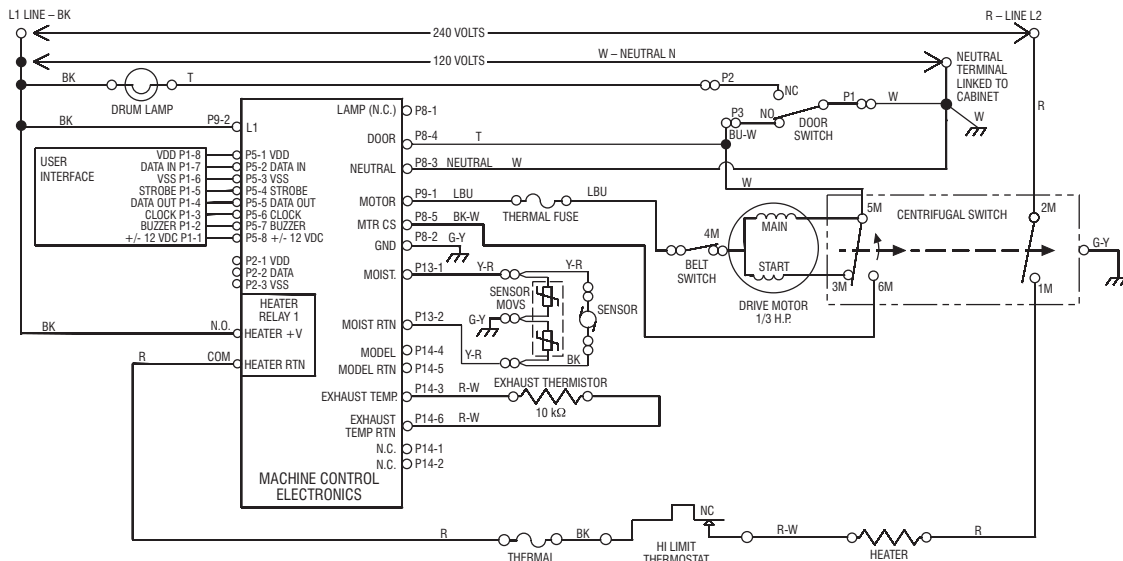 L1 LINE – BK
R – LINE L2
240 VOLTS
120 VOLTS
W – NEUTRAL N
NEUTRAL
TERMINAL
LINKED TO
CABINET
BK
T
P2
NC
DRUM LAMP
P1
W
W
R
P3
NO
DOOR
SWITCH
BU-W
BK
P9-2
L1
LAMP (N.C.)
P8-1
DOOR
P8-4
T
NEUTRAL
P8-3
NEUTRAL
W
W
USER
INTERFACE
VDD P1-8
P5-1 VDD
DATA IN P1-7
P5-2 DATA IN
VSS P1-6
P5-3 VSS
STROBE P1-5
P5-4 STROBE
DATA OUT P1-4
P5-5 DATA OUT
CLOCK P1-3
P5-6 CLOCK
BUZZER P1-2
P5-7 BUZZER
+/- 12 VDC P1-1
P5-8 +/- 12 VDC
MOTOR
P9-1
LBU
LBU
THERMAL FUSE
MTR CS
P8-5
BK-W
GND
P8-2
G-Y
5M
CENTRIFUGAL SWITCH
2M
MAIN
4M
BELT
SWITCH
START
3M
6M
1M
G-Y
DRIVE MOTOR
1/3 H.P.
P2-1 VDD
P2-2 DATA
P2-3 VSS
MOIST.
P13-1
Y-R
Y-R
SENSOR
MOVS
SENSOR
G-Y
MOIST RTN
P13-2
Y-R
BK
HEATER
RELAY 1
BK
N.O.
HEATER +V
R
COM
HEATER RTN
MODEL
P14-4
MODEL RTN
P14-5
EXHAUST TEMP.
P14-3
R-W
EXHAUST THERMISTOR
10 kΩ
EXHAUST
TEMP RTN
P14-6
R-W
N.C.
P14-1
N.C.
P14-2
MACHINE CONTROL
ELECTRONICS
R
BK
NC
R-W
R
THERMAL
HI LIMIT
THERMOSTAT
HEATER